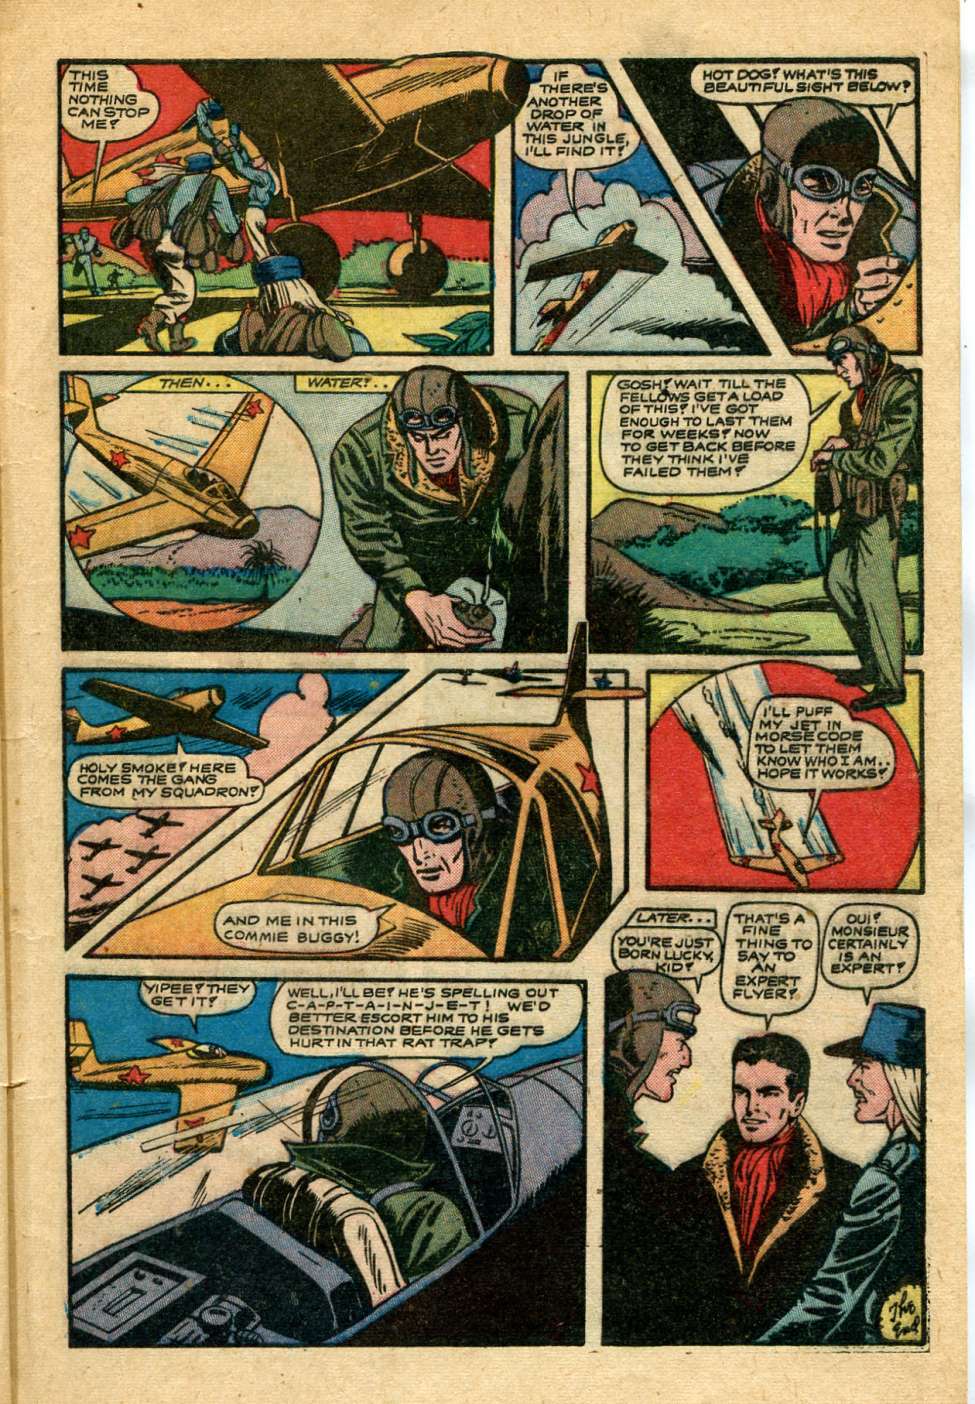 THIS
TIME
NOTHING
CAN STOP
ME!
IF
THERE'S
ANOTHER
DROP OF
WATER IN
THIS JUNGLE,
I'LL FIND IT!
HOT DOG! WHAT'S THIS
BEAUTIFUL SIGHT BELOW?
THEN...
WATER!..
GOSH! WAIT TILL THE
FELLOWS GET A LOAD
OF THIS! I'VE GOT
ENOUGH TO LAST THEM
FOR WEEKS! NOW
TO GET BACK BEFORE
THEY THINK I'VE
FAILED THEM!
HOLY SMOKE! HERE
COMES THE GANG
FROM MY SQUADRON!
AND ME IN THIS
COMMIE BUGGY!
I'LL PUFF
MY JET IN
MORSE CODE
TO LET THEM
KNOW WHO I AM..
HOPE IT WORKS!
YIPEE! THEY
GET IT!
WELL, I'LL BE! HE'S SPELLING OUT
C-A-P-T-A-I-N-J-E-T! WE'D
BETTER ESCORT HIM TO HIS
DESTINATION BEFORE HE GETS
HURT IN THAT RAT TRAP!
LATER...
YOU'RE JUST
BORN LUCKY,
KID!
THAT'S A
FINE
THING TO
SAY TO
AN
EXPERT
FLYER!
OUI!
MONSIEUR
CERTAINLY
IS AN
EXPERT!
The
End